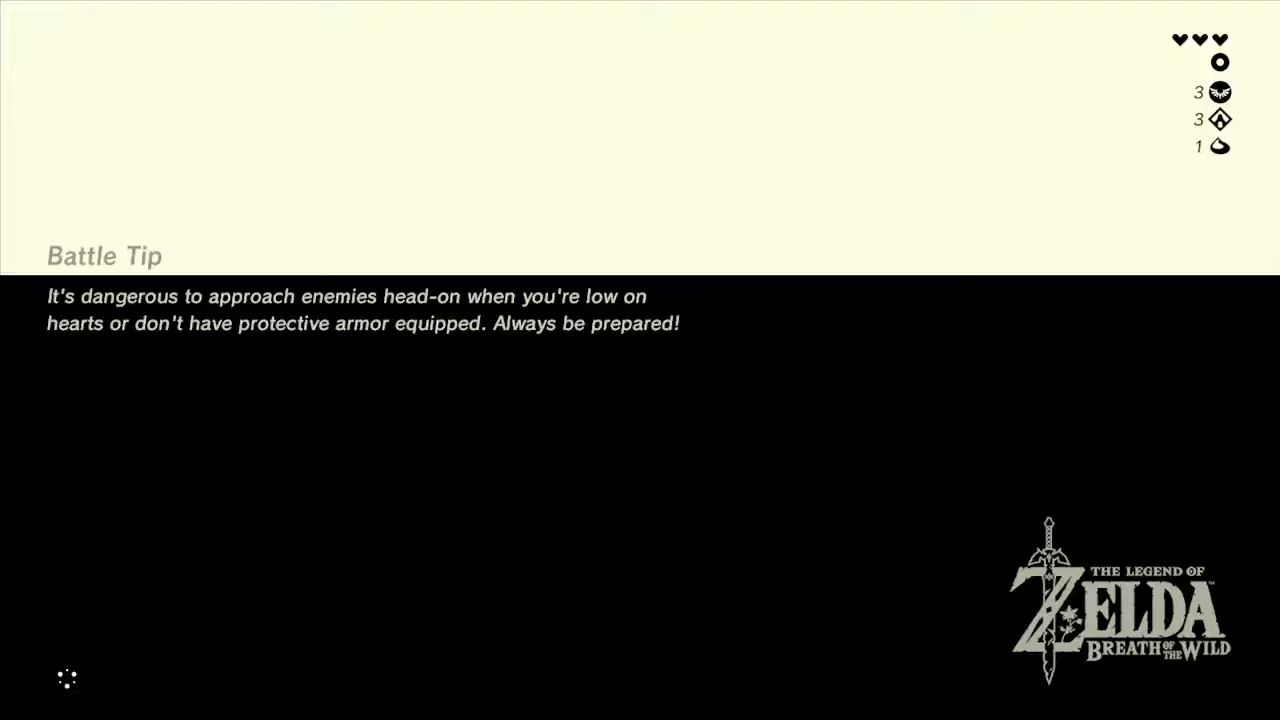 3
3
1
Battle Tip
It's dangerous to approach enemies head-on when you're low on
hearts or don't have protective armor equipped. Always be prepared!
THE LEGEND OF
ZELDA
BREATH OF THE WILD